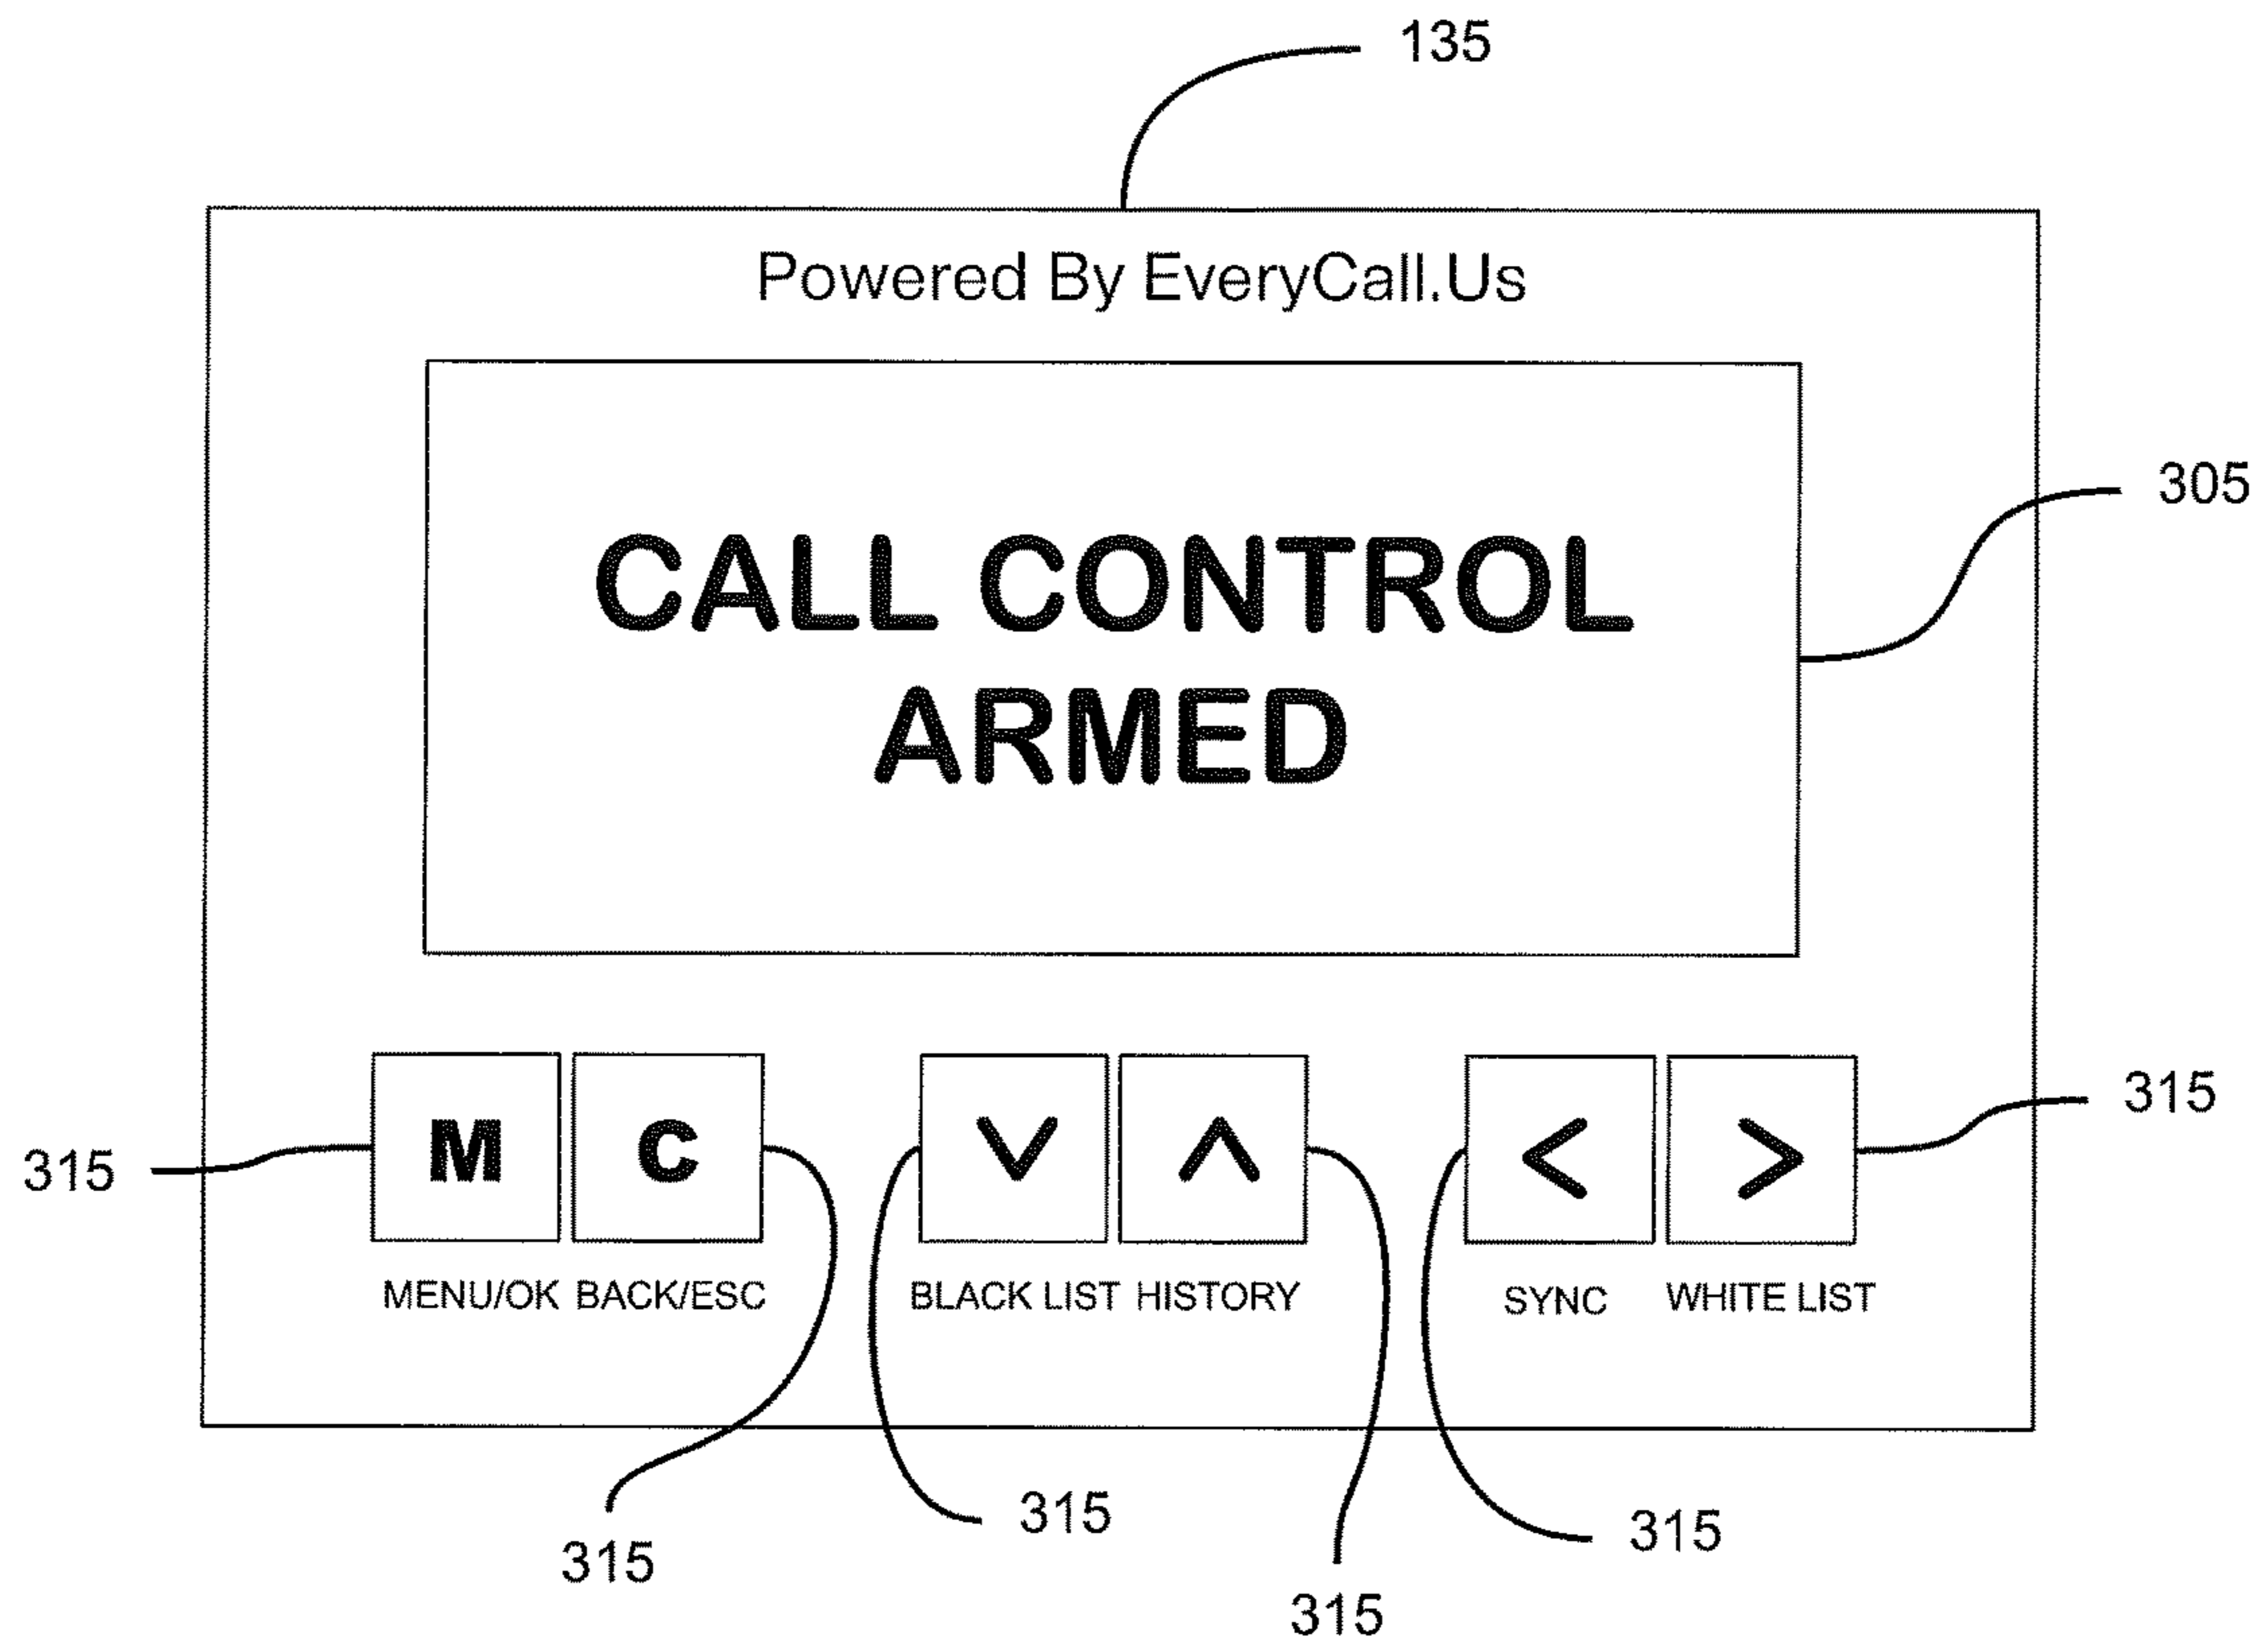 135
Powered By EveryCall.Us
305
CALL CONTROL
ARMED
315
M C V Λ < > 315
MENU/OK BACK/ESC BLACK LIST HISTORY SYNC WHITE LIST
315 315 315 315